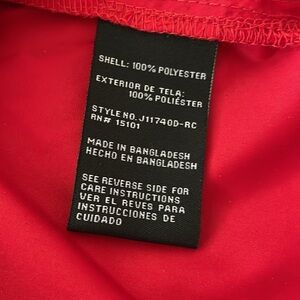 SHELL: 100% POLYESTER
EXTERIOR DE TELA:
100% POLIÉSTER
STYLE NO. J11740D-RC
RN# 15101
MADE IN BANGLADESH
HECHO EN BANGLADESH
SEE REVERSE SIDE FOR
CARE INSTRUCTIONS
VER EL REVES PARA
INSTRUCCIONES DE
CUIDADO